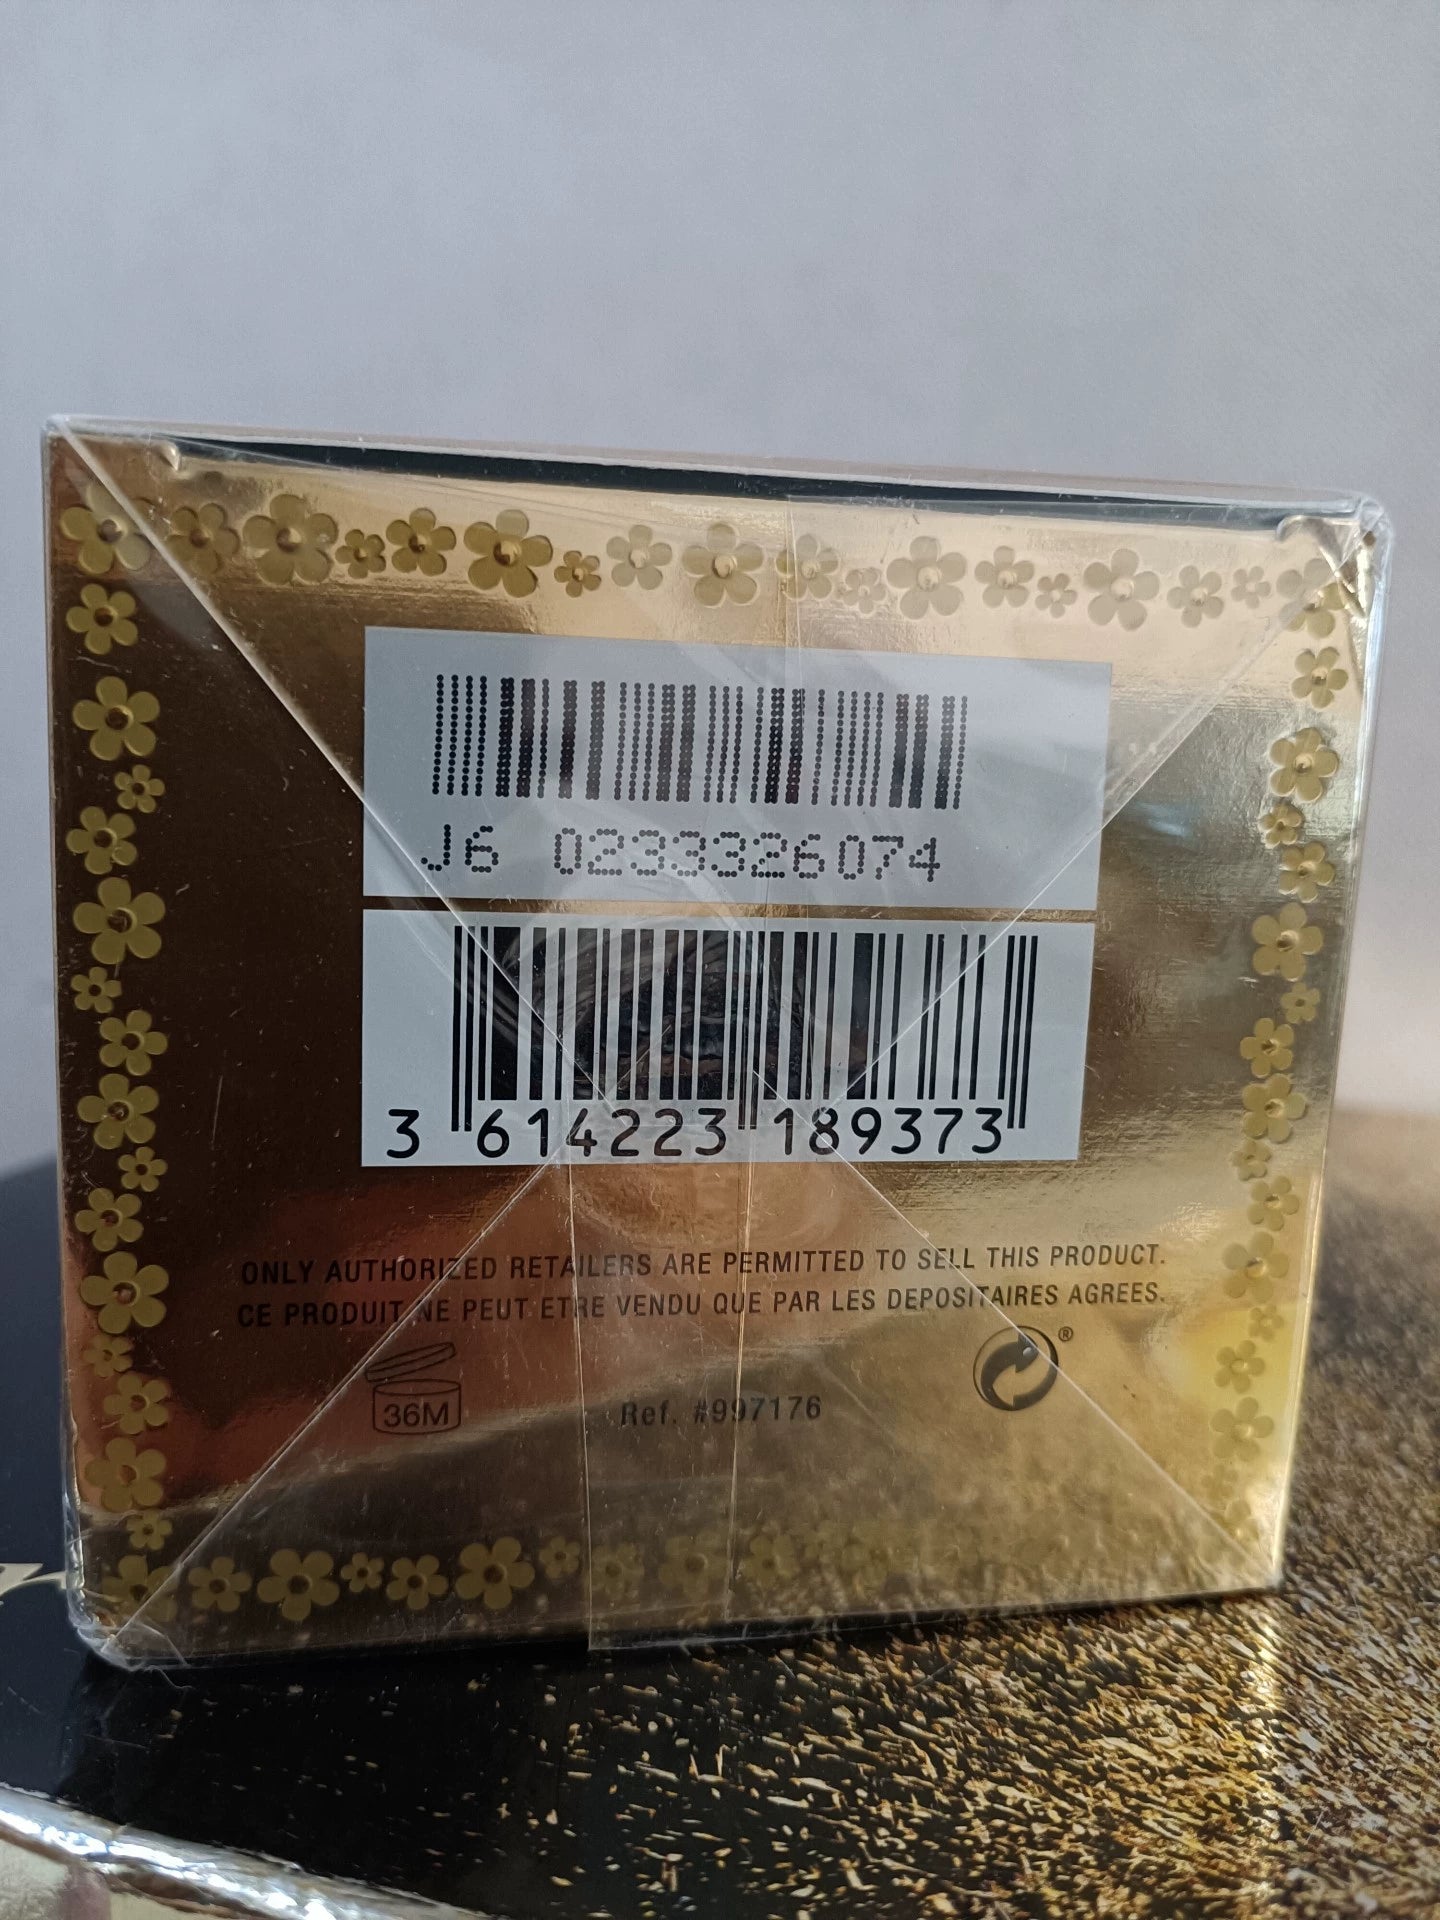 J6 0233326074
3 614223 189373
ONLY AUTHORIZED RETAILERS ARE PERMITTED TO SELL THIS PRODUCT.
CE PRODUIT NE PEUT ETRE VENDU QUE PAR LES DEPOSITAIRES AGREES.
®
36M Ref. #997176